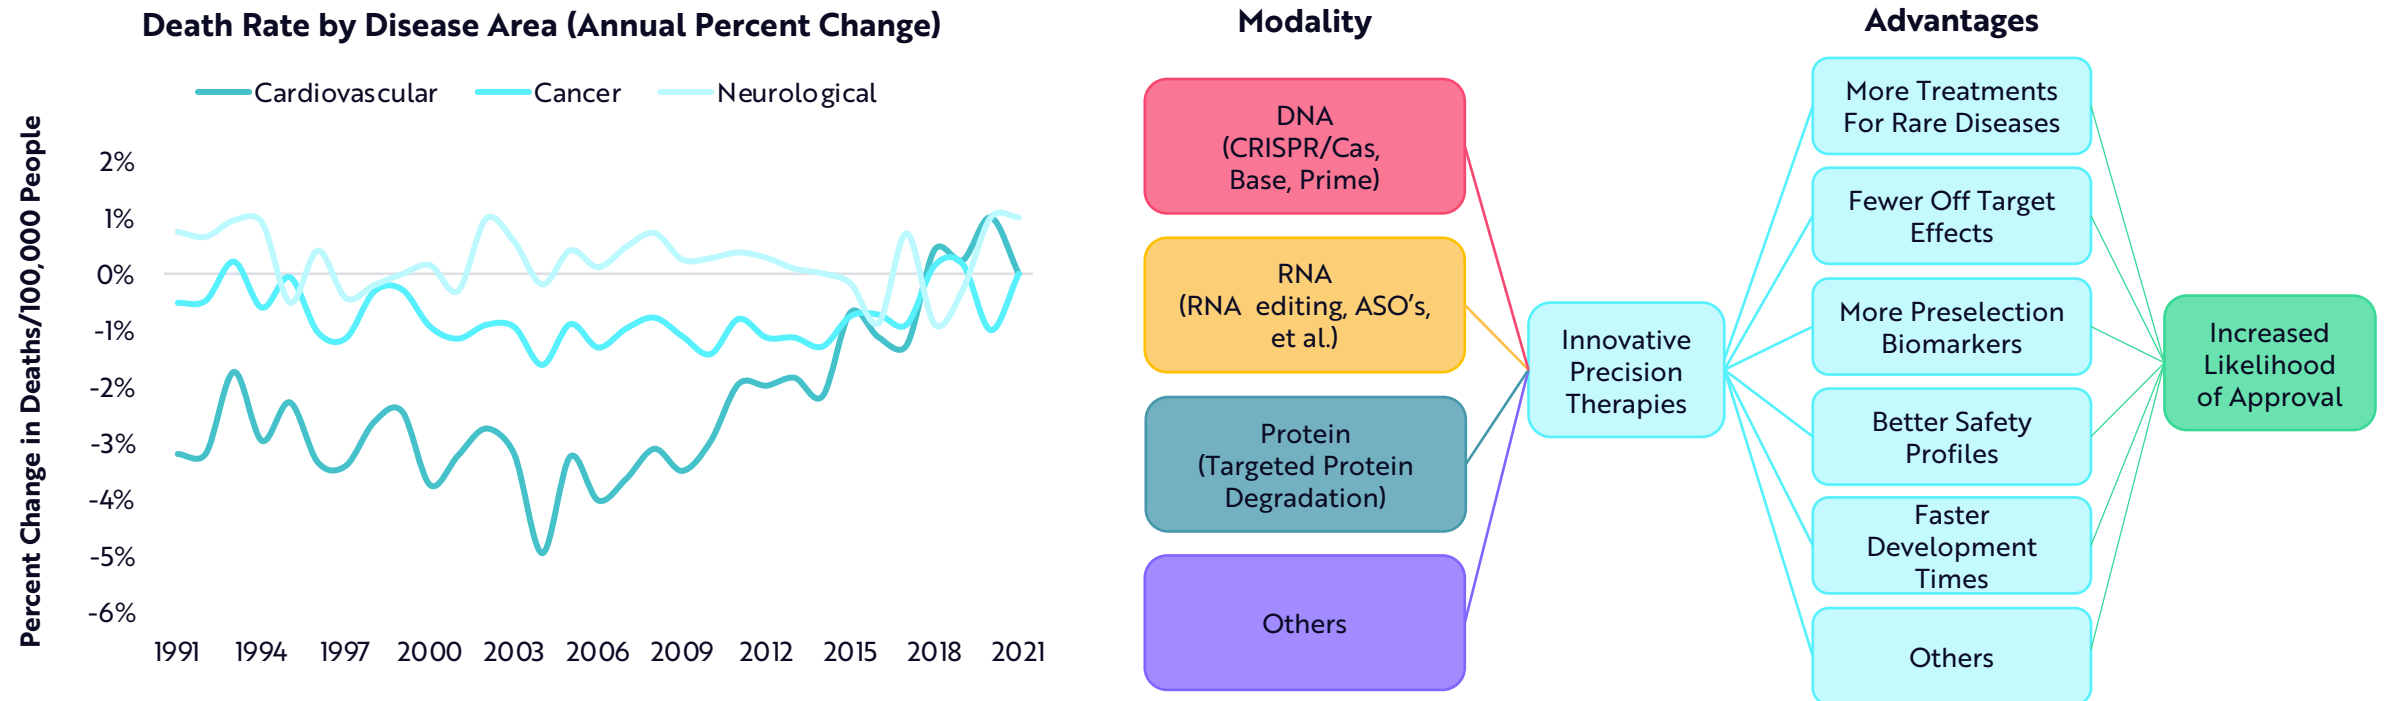 Death Rate by Disease Area (Annual Percent Change)
Cardiovascular
Cancer
Neurological
Percent Change in Deaths/100,000 People
2%
1%
0%
-1%
-2%
-3%
-4%
-5%
-6%
1991
1994
1997
2000
2003
2006
2009
2012
2015
2018
2021
Modality
DNA
(CRISPR/Cas,
Base, Prime)
RNA
(RNA editing, ASO’s,
et al.)
Protein
(Targeted Protein
Degradation)
Others
Innovative
Precision
Therapies
Advantages
More Treatments
For Rare Diseases
Fewer Off Target
Effects
More Preselection
Biomarkers
Better Safety
Profiles
Faster
Development
Times
Others
Increased
Likelihood
of Approval